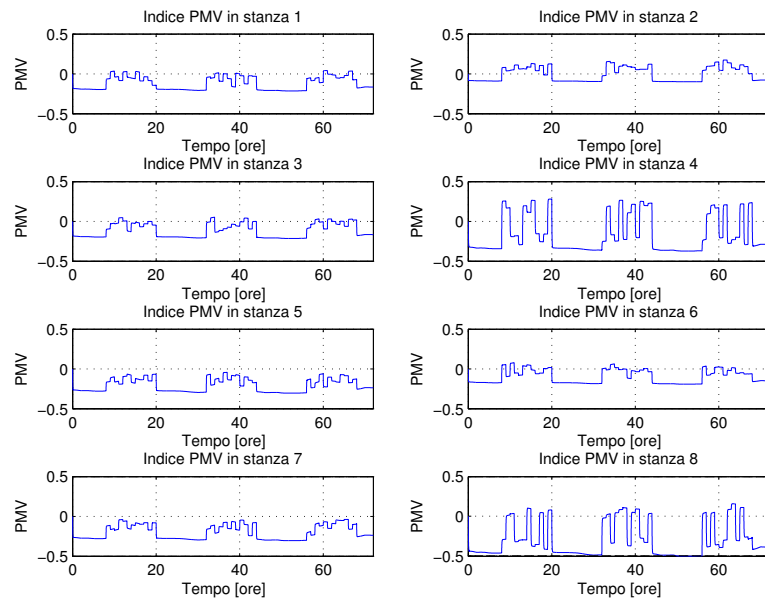 Indice PMV in stanza 1
0.5
0
−0.5
PMV
0
20
40
60
Tempo [ore]
Indice PMV in stanza 2
0.5
0
−0.5
PMV
0
20
40
60
Tempo [ore]
Indice PMV in stanza 3
0.5
0
−0.5
PMV
0
20
40
60
Tempo [ore]
Indice PMV in stanza 4
0.5
0
−0.5
PMV
0
20
40
60
Tempo [ore]
Indice PMV in stanza 5
0.5
0
−0.5
PMV
0
20
40
60
Tempo [ore]
Indice PMV in stanza 6
0.5
0
−0.5
PMV
0
20
40
60
Tempo [ore]
Indice PMV in stanza 7
0.5
0
−0.5
PMV
0
20
40
60
Tempo [ore]
Indice PMV in stanza 8
0.5
0
−0.5
PMV
0
20
40
60
Tempo [ore]